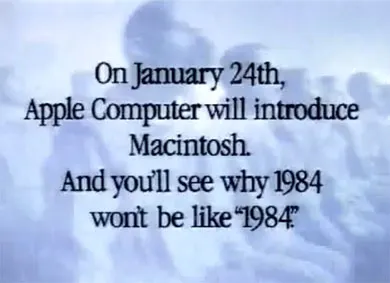 On January 24th,
Apple Computer will introduce
Macintosh.
And you'll see why 1984
won't be like "1984."